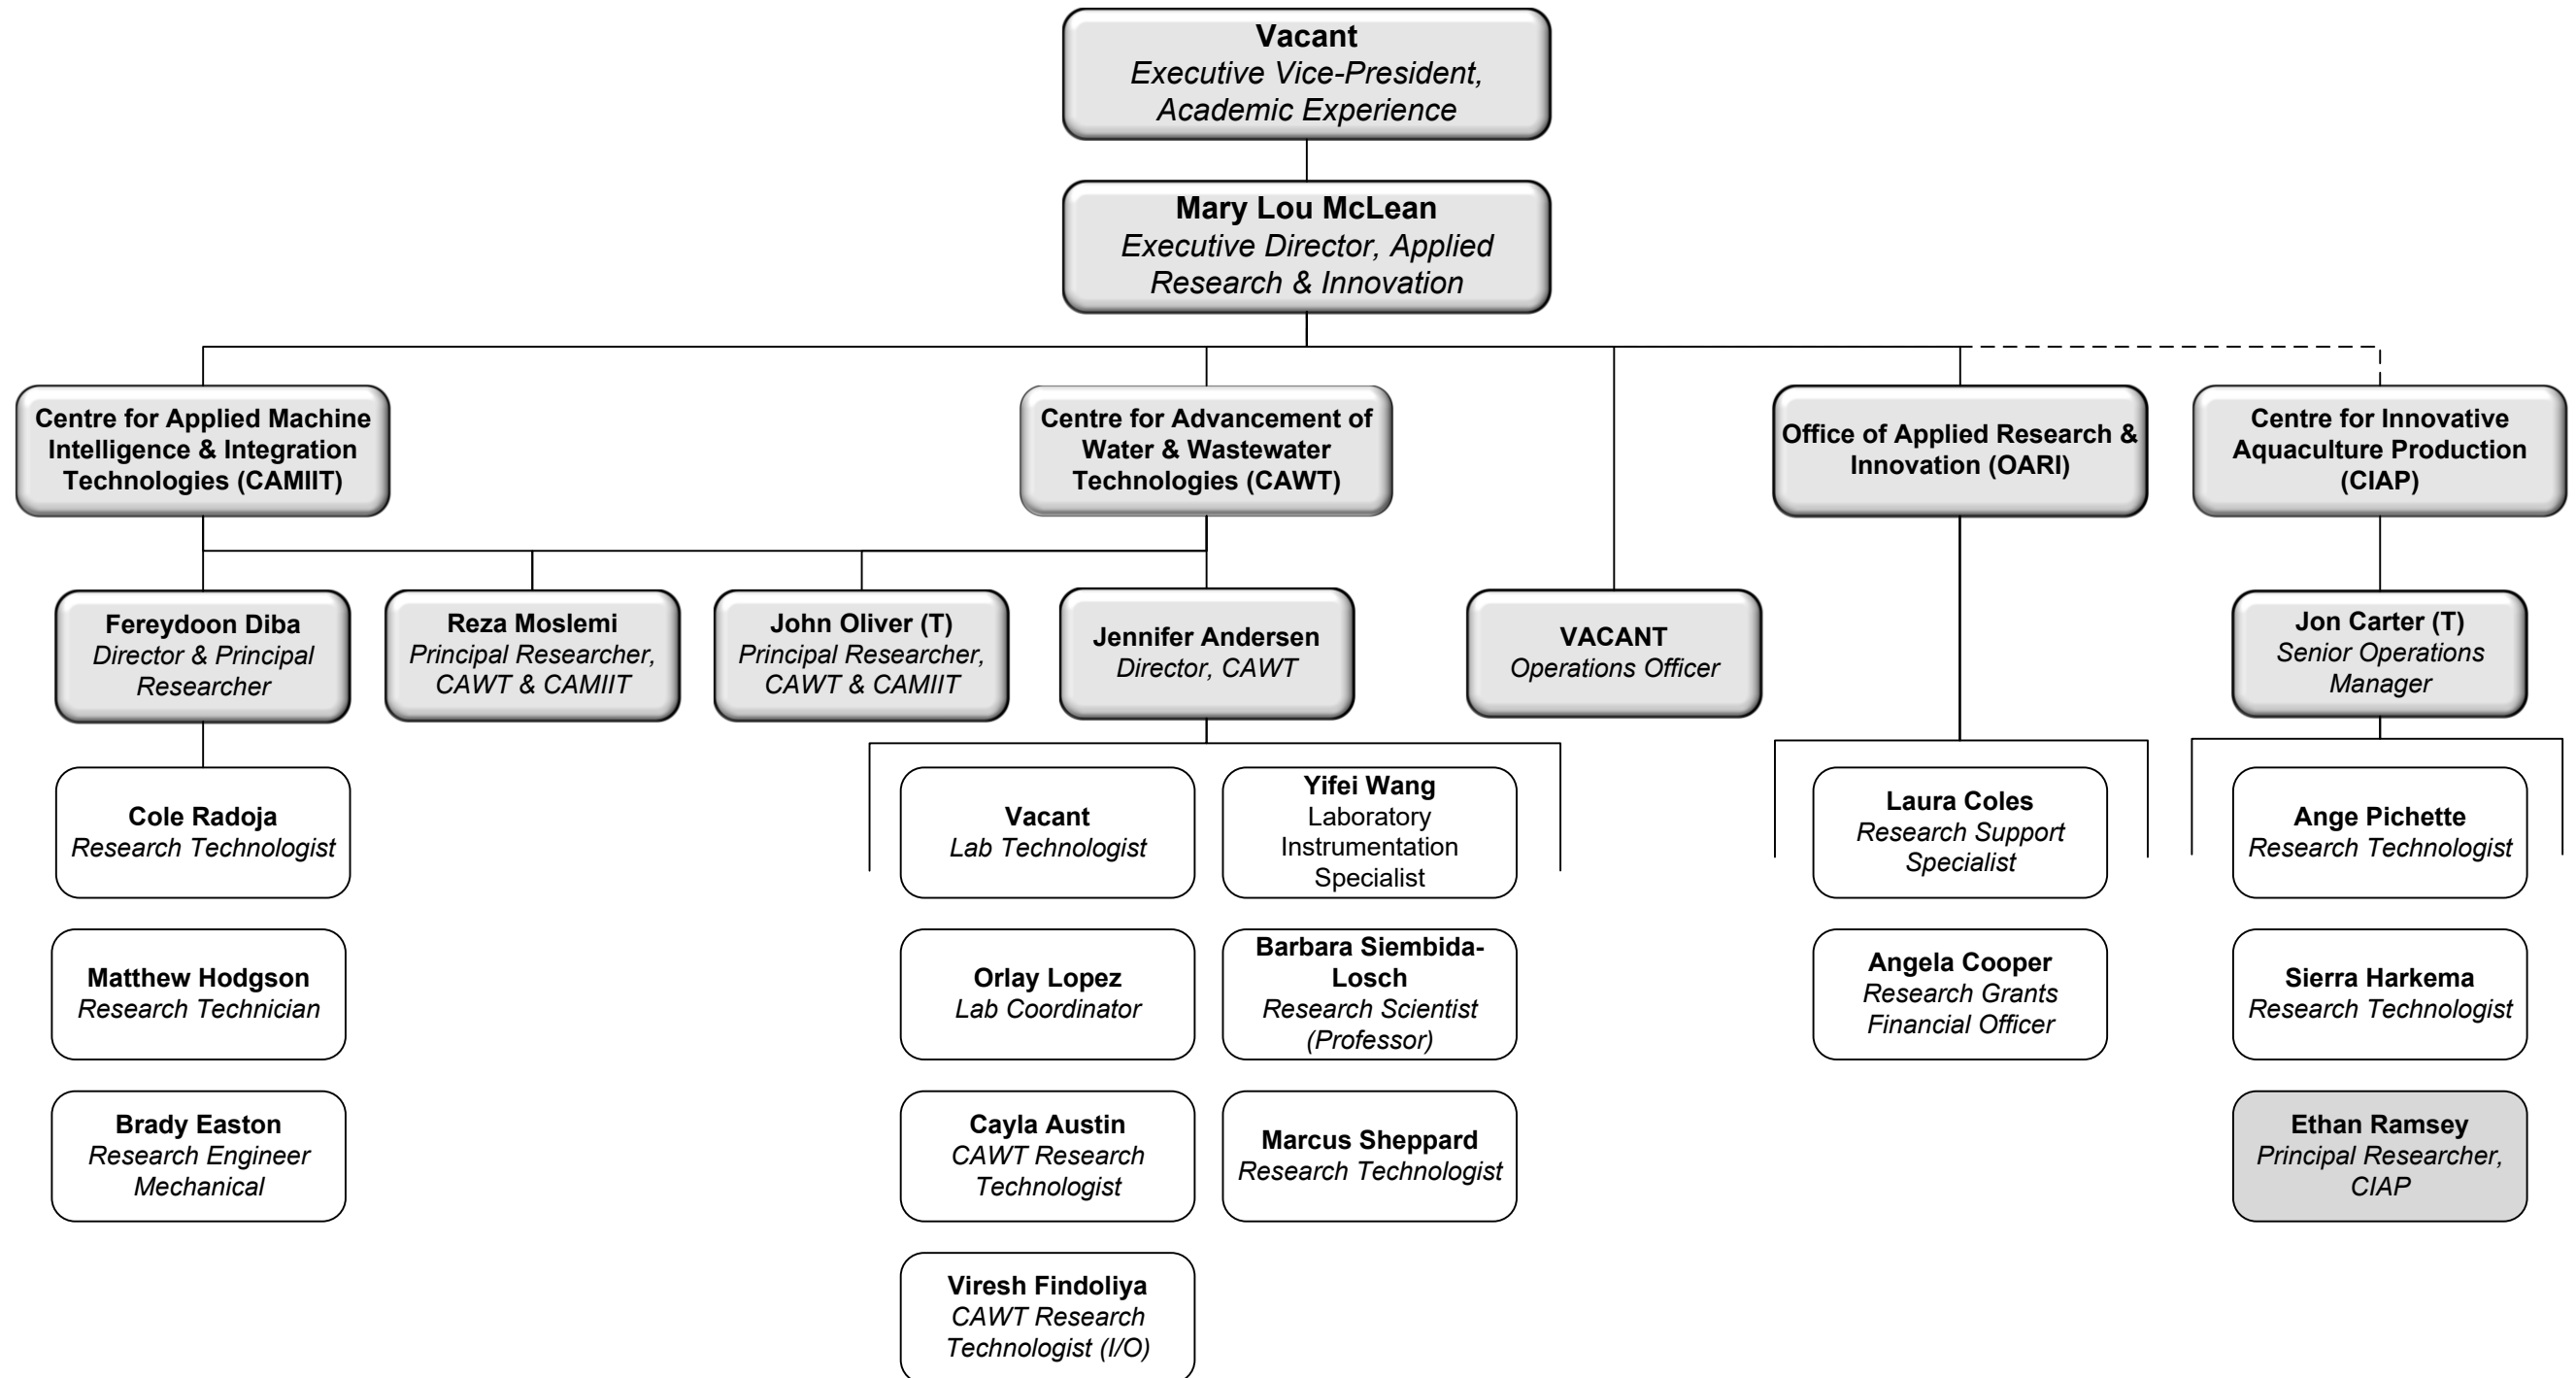 Vacant
Executive Vice-President,
Academic Experience
Mary Lou McLean
Executive Director, Applied
Research & Innovation
Centre for Applied Machine
Intelligence & Integration
Technologies (CAMIIT)
Centre for Advancement of
Water & Wastewater
Technologies (CAWT)
Office of Applied Research &
Innovation (OARI)
Centre for Innovative
Aquaculture Production
(CIAP)
Fereydoon Diba
Director & Principal
Researcher
Reza Moslemi
Principal Researcher,
CAWT & CAMIIT
John Oliver (T)
Principal Researcher,
CAWT & CAMIIT
Jennifer Andersen
Director, CAWT
VACANT
Operations Officer
Jon Carter (T)
Senior Operations
Manager
Cole Radoja
Research Technologist
Vacant
Lab Technologist
Yifei Wang
Laboratory
Instrumentation
Specialist
Laura Coles
Research Support
Specialist
Ange Pichette
Research Technologist
Matthew Hodgson
Research Technician
Orlay Lopez
Lab Coordinator
Barbara Siembida-
Losch
Research Scientist
(Professor)
Angela Cooper
Research Grants
Financial Officer
Sierra Harkema
Research Technologist
Brady Easton
Research Engineer
Mechanical
Cayla Austin
CAWT Research
Technologist
Marcus Sheppard
Research Technologist
Ethan Ramsey
Principal Researcher,
CIAP
Viresh Findoliya
CAWT Research
Technologist (I/O)